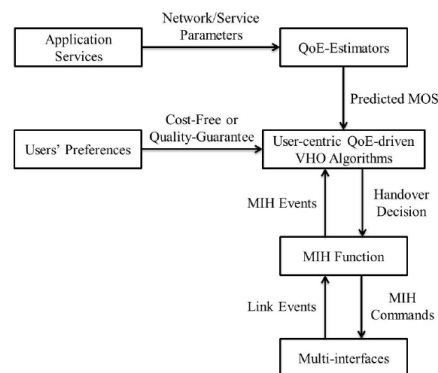 Network/Service
Parameters
Application
Services
QoE-Estimators
Predicted MOS
Cost-Free or
Quality-Guarantee
Users' Preferences
User-centric QoE-driven
VHO Algorithms
MIH Events
Handover
Decision
MIH Function
Link Events
MIH
Commands
Multi-interfaces